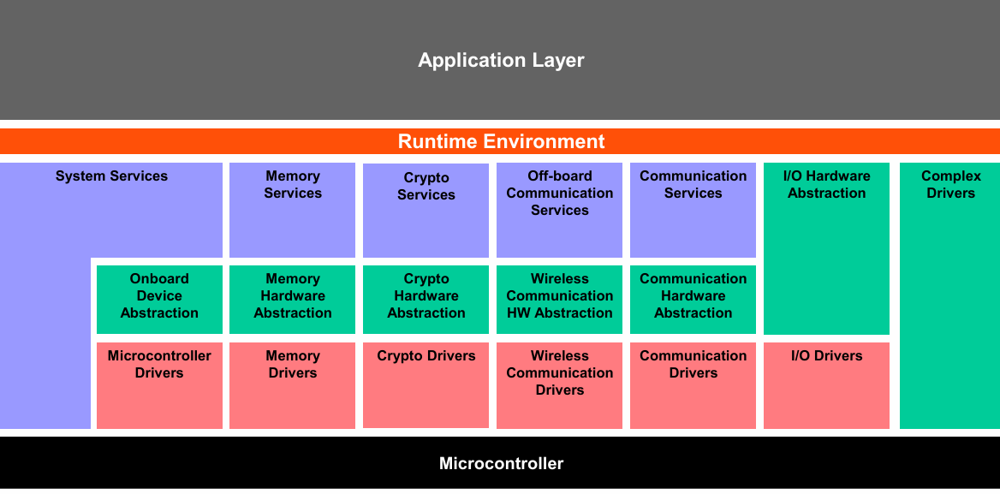 Application Layer
Runtime Environment
System Services
Memory
Services
Crypto
Services
Off-board
Communication
Services
Communication
Services
I/O Hardware
Abstraction
Complex
Drivers
Onboard
Device
Abstraction
Memory
Hardware
Abstraction
Crypto
Hardware
Abstraction
Wireless
Communication
HW Abstraction
Communication
Hardware
Abstraction
Microcontroller
Drivers
Memory
Drivers
Crypto Drivers
Wireless
Communication
Drivers
Communication
Drivers
I/O Drivers
Microcontroller